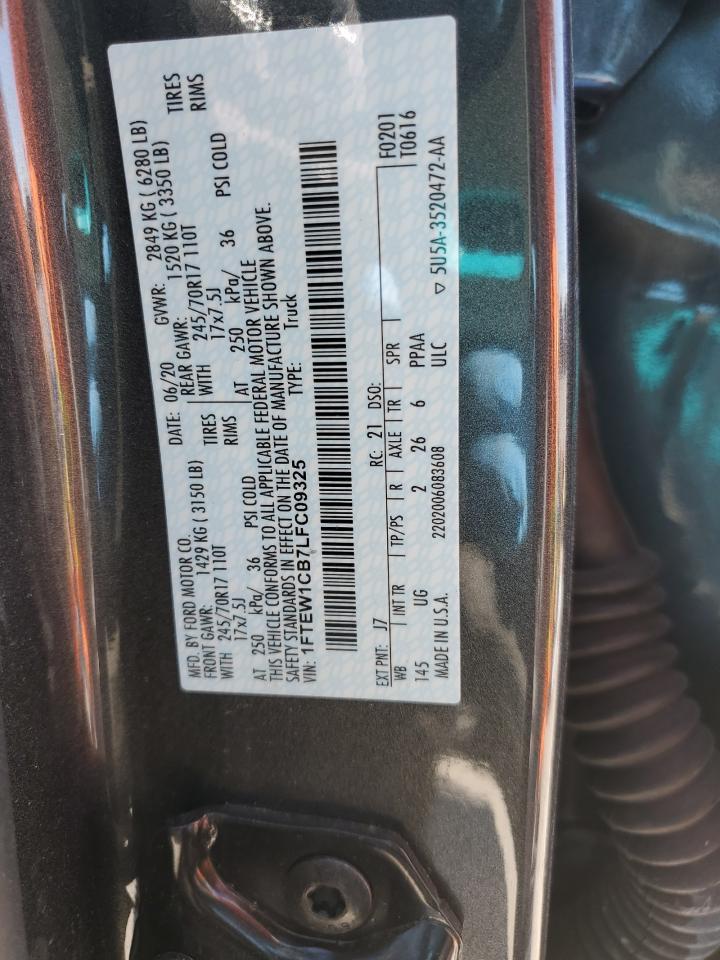 MFD. BY FORD MOTOR CO.
DATE: 06/20 GVWR: 2849 KG ( 6280 LB)
FRONT GAWR: 1429 KG ( 3150 LB) REAR GAWR: 1520 KG ( 3350 LB)
WITH 245/70R17 110T TIRES WITH 245/70R17 110T TIRES
17x7.5J RIMS 17x7.5J RIMS
AT 250 kPa/ 36 PSI COLD AT 250 kPa/ 36 PSI COLD
THIS VEHICLE CONFORMS TO ALL APPLICABLE FEDERAL MOTOR VEHICLE
SAFETY STANDARDS IN EFFECT ON THE DATE OF MANUFACTURE SHOWN ABOVE.
VIN: 1FTEW1CB7LFC09325 TYPE: Truck
EXT PNT: J7 RC: 21 DSO: F0201
WB INT TR TP/PS R AXLE TR SPR T0616
145 UG 2 26 6 PPAA
MADE IN U.S.A. 2202006083608 ULC ▽ 5U5A-3520472-AA